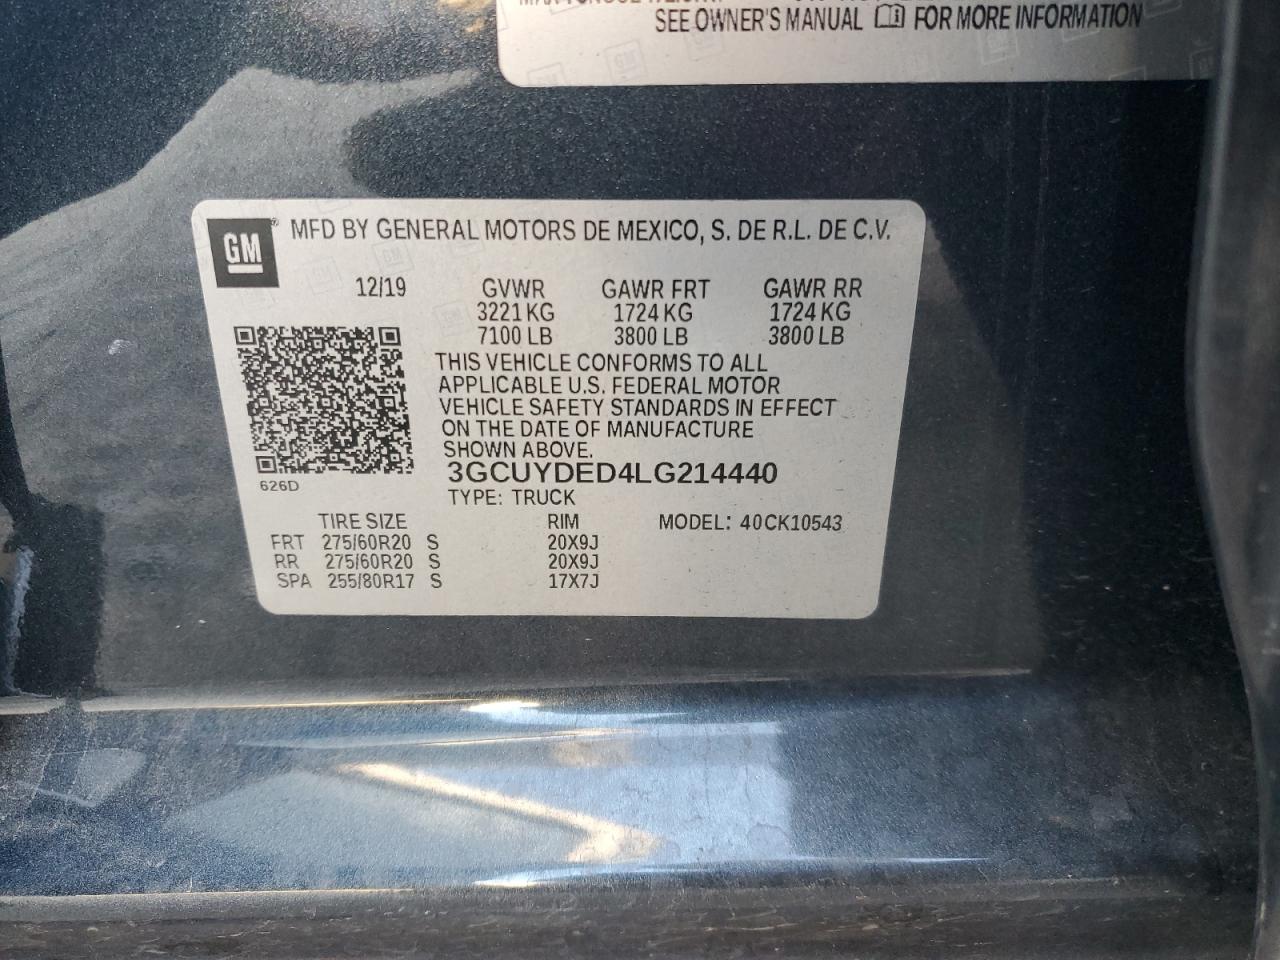 SEE OWNER'S MANUAL FOR MORE INFORMATION
GM MFD BY GENERAL MOTORS DE MEXICO, S. DE R.L. DE C.V.
12/19 GVWR GAWR FRT GAWR RR
3221 KG 1724 KG 1724 KG
7100 LB 3800 LB 3800 LB
THIS VEHICLE CONFORMS TO ALL
APPLICABLE U.S. FEDERAL MOTOR
VEHICLE SAFETY STANDARDS IN EFFECT
ON THE DATE OF MANUFACTURE
SHOWN ABOVE.
3GCUYDED4LG214440
626D
TYPE: TRUCK
TIRE SIZE RIM MODEL: 40CK10543
FRT 275/60R20 S 20X9J
RR 275/60R20 S 20X9J
SPA 255/80R17 S 17X7J